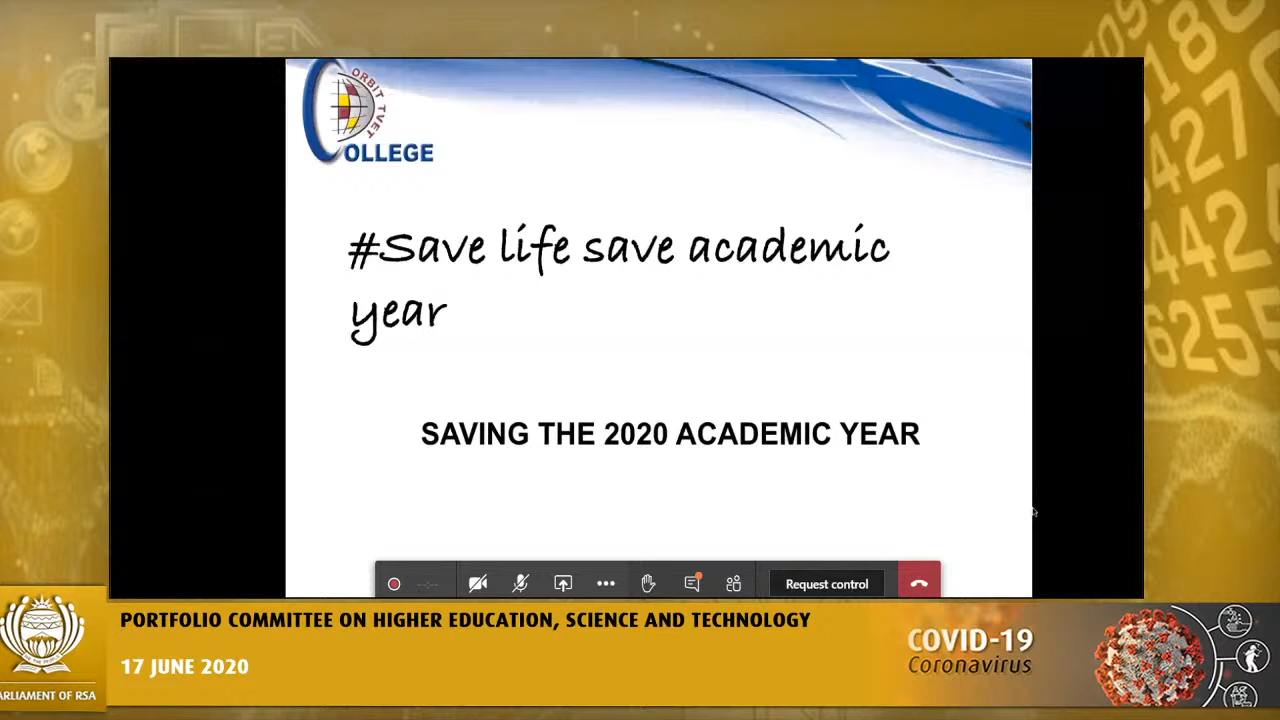 ORBIT TVET
COLLEGE
#Save life save academic
year
SAVING THE 2020 ACADEMIC YEAR
Request control
PORTFOLIO COMMITTEE ON HIGHER EDUCATION, SCIENCE AND TECHNOLOGY
17 JUNE 2020
COVID-19
Coronavirus
ARLIAMENT OF RSA